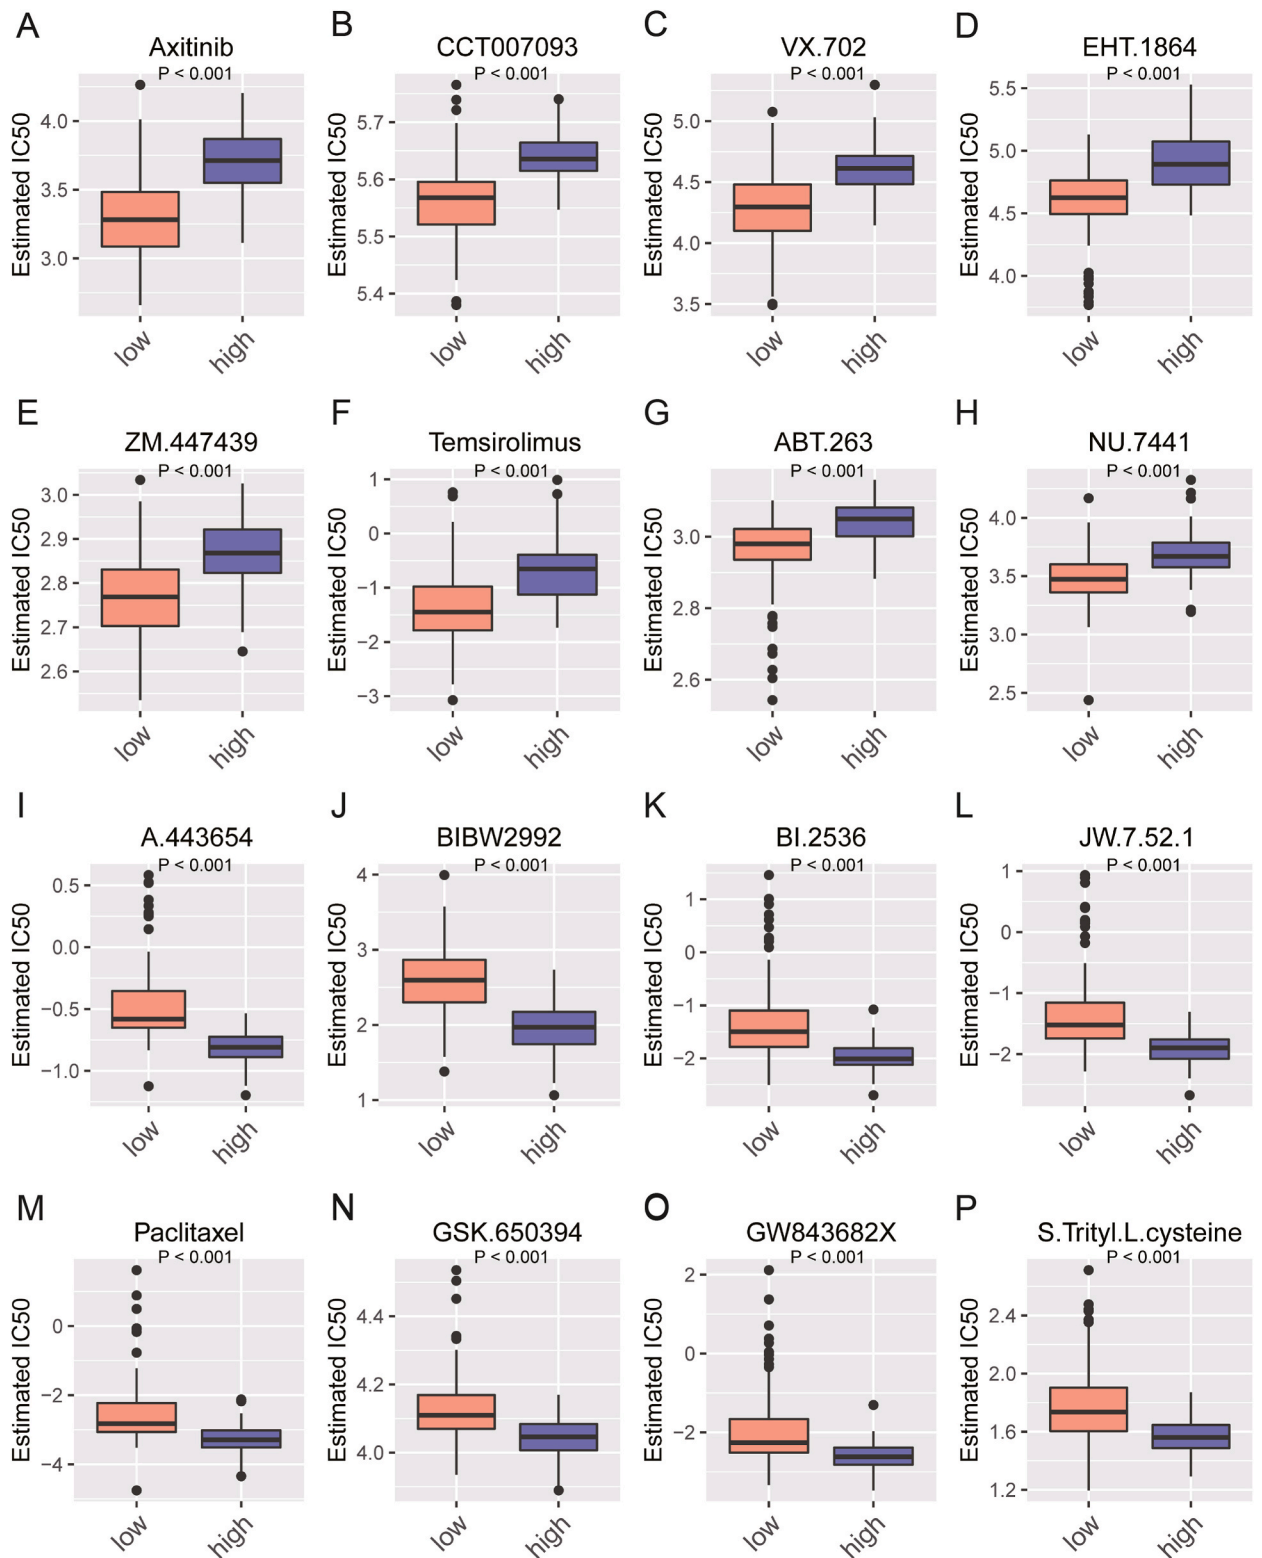 A
Axitinib
P < 0.001
Estimated IC50
4.0
3.5
3.0
low
high
B
CCT007093
P < 0.001
Estimated IC50
5.7
5.6
5.5
5.4
low
high
C
VX.702
P < 0.001
Estimated IC50
5.0
4.5
4.0
3.5
low
high
D
EHT.1864
P < 0.001
Estimated IC50
5.5
5.0
4.5
4.0
low
high
E
ZM.447439
P < 0.001
Estimated IC50
3.0
2.9
2.8
2.7
2.6
low
high
F
Temsirolimus
P < 0.001
Estimated IC50
1
0
−1
−2
−3
low
high
G
ABT.263
P < 0.001
Estimated IC50
3.0
2.8
2.6
low
high
H
NU.7441
P < 0.001
Estimated IC50
4.0
3.5
3.0
2.5
low
high
I
A.443654
P < 0.001
Estimated IC50
0.5
0.0
−0.5
−1.0
low
high
J
BIBW2992
P < 0.001
Estimated IC50
4
3
2
1
low
high
K
BI.2536
P < 0.001
Estimated IC50
1
0
−1
−2
low
high
L
JW.7.52.1
P < 0.001
Estimated IC50
1
0
−1
−2
low
high
M
Paclitaxel
P < 0.001
Estimated IC50
0
−2
−4
low
high
N
GSK.650394
P < 0.001
Estimated IC50
4.4
4.2
4.0
low
high
O
GW843682X
P < 0.001
Estimated IC50
2
0
−2
low
high
P
S.Trityl.L.cysteine
P < 0.001
Estimated IC50
2.4
2.0
1.6
1.2
low
high